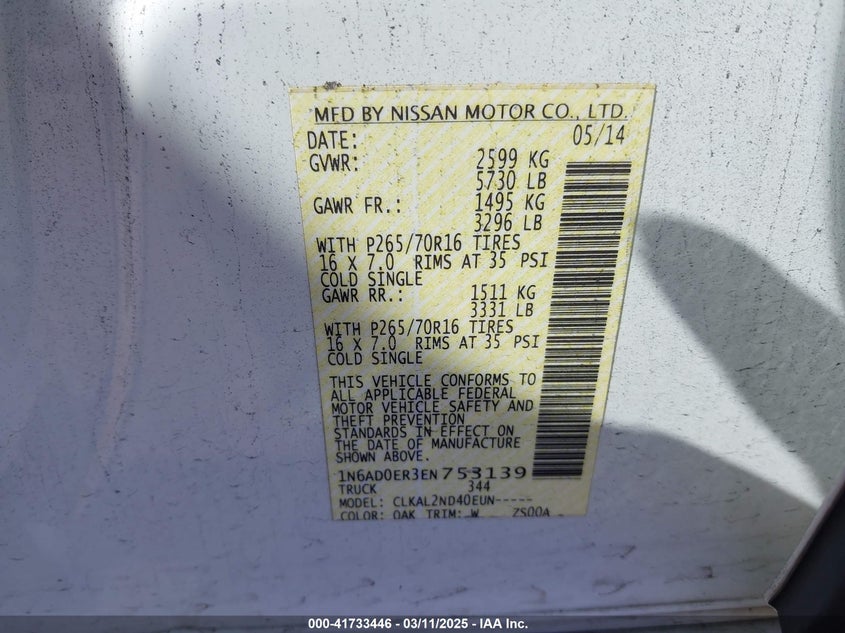 MFD BY NISSAN MOTOR CO., LTD.
DATE: 05/14
GVWR: 2599 KG
5730 LB
GAWR FR.: 1495 KG
3296 LB
WITH P265/70R16 TIRES
16 X 7.0 RIMS AT 35 PSI
COLD SINGLE
GAWR RR.: 1511 KG
3331 LB
WITH P265/70R16 TIRES
16 X 7.0 RIMS AT 35 PSI
COLD SINGLE
THIS VEHICLE CONFORMS TO
ALL APPLICABLE FEDERAL
MOTOR VEHICLE SAFETY AND
THEFT PREVENTION
STANDARDS IN EFFECT ON
THE DATE OF MANUFACTURE
SHOWN ABOVE.
1N6AD0ER3EN753139
TRUCK 344
MODEL: CLKAL2ND40EUN-----
COLOR: QAK TRIM: W ZS00A
000-41733446 - 03/11/2025 - IAA Inc.